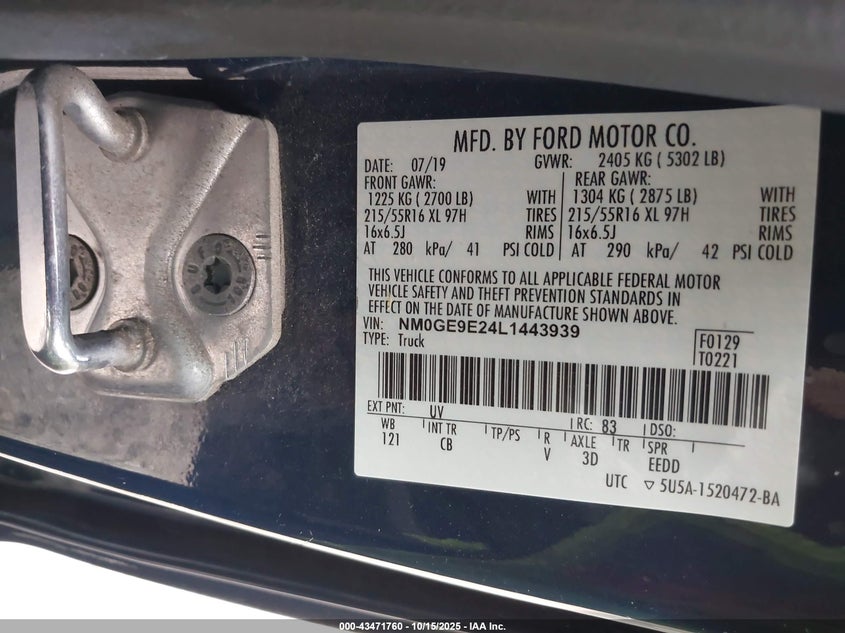 MFD. BY FORD MOTOR CO.
DATE: 07/19 GVWR: 2405 KG ( 5302 LB)
FRONT GAWR: REAR GAWR:
1225 KG ( 2700 LB) WITH 1304 KG ( 2875 LB) WITH
215/55R16 XL 97H TIRES 215/55R16 XL 97H TIRES
16x6.5J RIMS 16x6.5J RIMS
AT 280 kPa/ 41 PSI COLD AT 290 kPa/ 42 PSI COLD
THIS VEHICLE CONFORMS TO ALL APPLICABLE FEDERAL MOTOR
VEHICLE SAFETY AND THEFT PREVENTION STANDARDS IN
EFFECT ON THE DATE OF MANUFACTURE SHOWN ABOVE.
VIN: NM0GE9E24L1443939
TYPE: Truck
F0129
T0221
EXT PNT: UV RC: 83 DSO:
WB INT TR TP/PS R AXLE TR SPR
121 CB V 3D EEDD
UTC ▽ 5U5A-1520472-BA
000-43471760 - 10/15/2025 - IAA Inc.